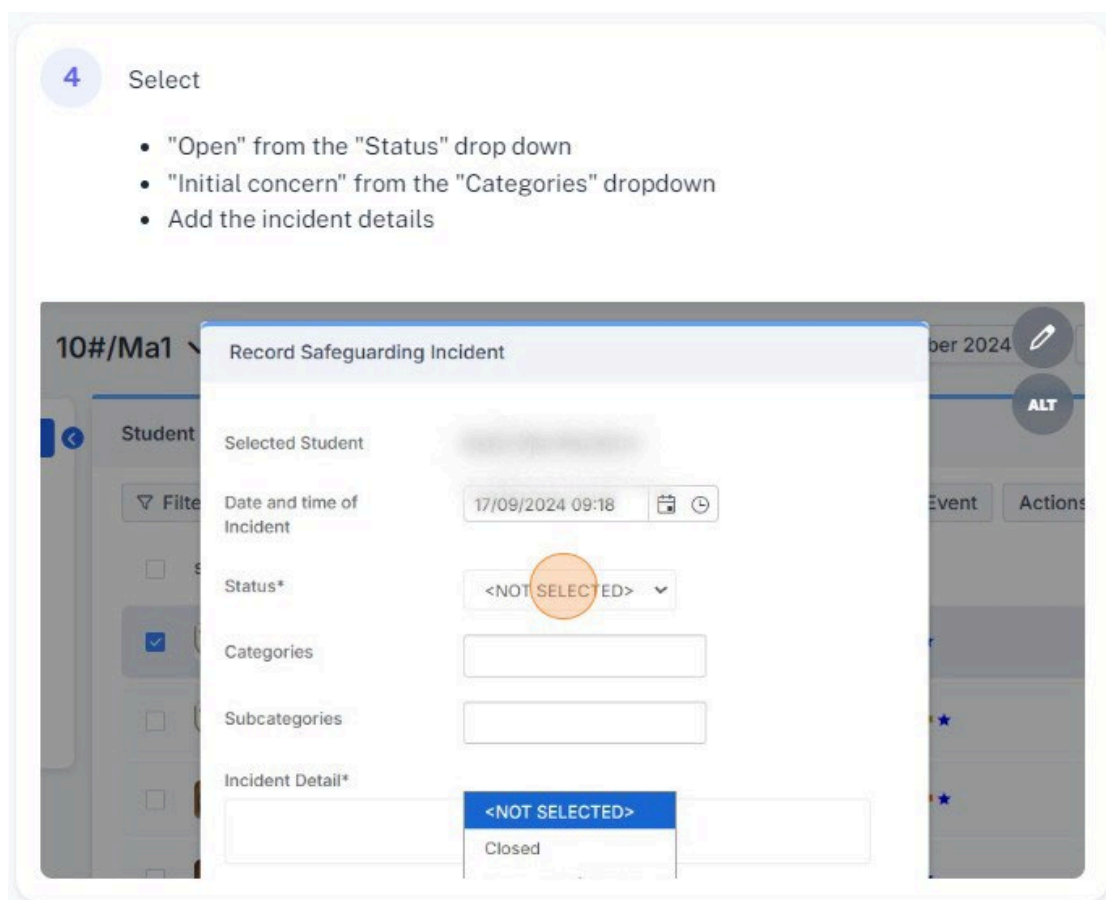 4
Select
"Open" from the "Status" drop down
"Initial concern" from the "Categories" dropdown
Add the incident details
10#/Ma1
Record Safeguarding Incident
ber 2024
ALT
Student
Selected Student
Filte
Date and time of
Incident
17/09/2024 09:18
Event
Actions
Status*
<NOT SELECTED>
Categories
Subcategories
Incident Detail*
<NOT SELECTED>
Closed